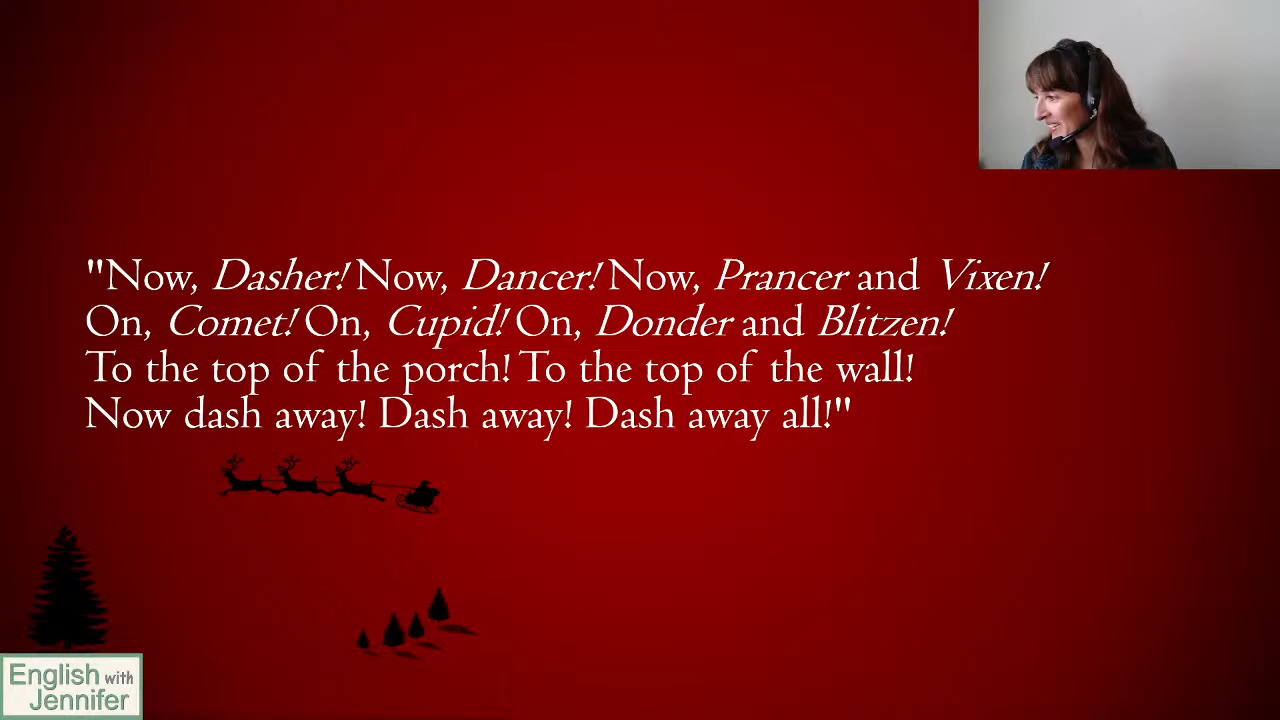 "Now, Dasher! Now, Dancer! Now, Prancer and Vixen!
On, Comet! On, Cupid! On, Donder and Blitzen!
To the top of the porch! To the top of the wall!
Now dash away! Dash away! Dash away all!"
English with
Jennifer